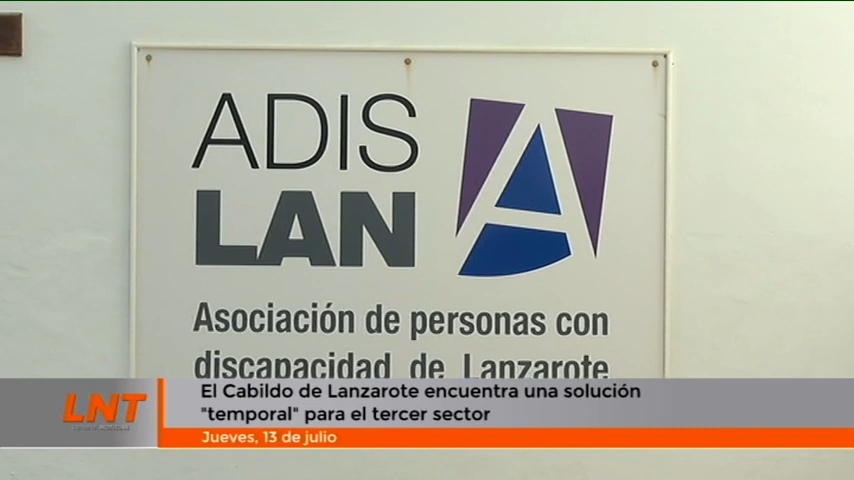 ADIS
LAN
Asociación de personas con
discapacidad de Lanzarote
El Cabildo de Lanzarote encuentra una solución
"temporal" para el tercer sector
LNT
Jueves, 13 de julio